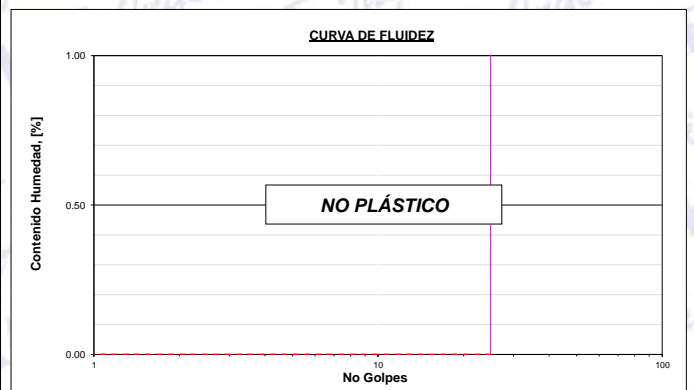 CURVA DE FLUIDEZ
1.00
Contenido Humedad, [%]
0.50
NO PLÁSTICO
0.00
1
10
100
No Golpes